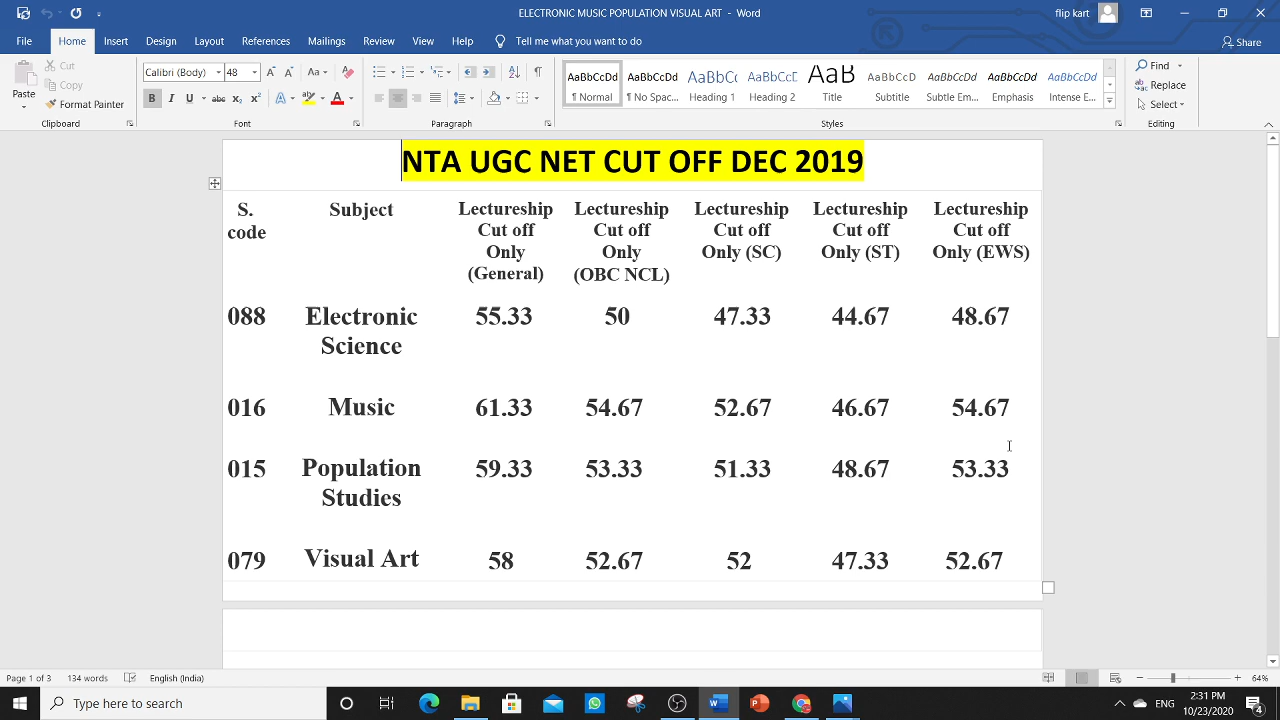 ELECTRONIC MUSIC POPULATION VISUAL ART - Word
flip kart
File Home Insert Design Layout References Mailings Review View Help Tell me what you want to do
Share
Paste
Cut
Copy
Format Painter
Clipboard
Calibri (Body) 48
Font
Paragraph
AaBbCcDd AaBbCcDd AaBbCc AaBbCcE AaB AaBbCcD AaBbCcDd AaBbCcDd AaBbCcDd
¶ Normal ¶ No Spac... Heading 1 Heading 2 Title Subtitle Subtle Em... Emphasis Intense E...
Styles
Find
Replace
Select
Editing
NTA UGC NET CUT OFF DEC 2019
S. code Subject Lectureship Cut off Only (General) Lectureship Cut off Only (OBC NCL) Lectureship Cut off Only (SC) Lectureship Cut off Only (ST) Lectureship Cut off Only (EWS)
088 Electronic Science 55.33 50 47.33 44.67 48.67
016 Music 61.33 54.67 52.67 46.67 54.67
015 Population Studies 59.33 53.33 51.33 48.67 53.33
079 Visual Art 58 52.67 52 47.33 52.67
Page 1 of 3 134 words English (India) 64%
Type here to search
ENG
2:31 PM
10/23/2020
4